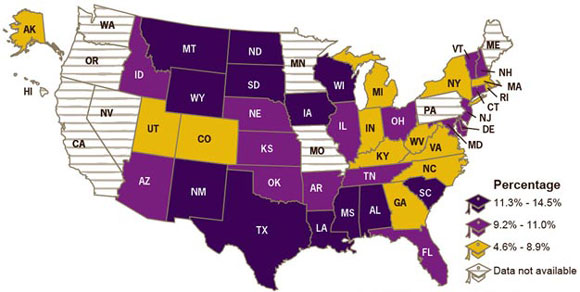 AK
WA
MT
ND
MN
ME
VT
OR
ID
SD
WI
NY
NH
MA
MI
RI
CT
HI
WY
IA
NE
PA
NJ
NV
IL
IN
OH
DE
MD
UT
CO
WV
VA
CA
KS
MO
KY
NC
AZ
NM
OK
AR
TN
SC
MS
AL
GA
TX
LA
FL
Percentage
11.3% - 14.5%
9.2% - 11.0%
4.6% - 8.9%
Data not available